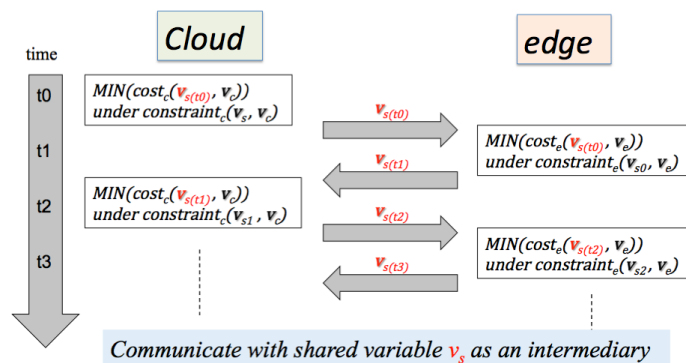 Cloud
edge
time
t0
t1
t2
t3
MIN(cost_c(v_s(t0), v_c))
under constraint_c(v_s, v_c)
v_s(t0)
MIN(cost_e(v_s(t0), v_e))
under constraint_e(v_s0, v_e)
v_s(t1)
MIN(cost_c(v_s(t1), v_c))
under constraint_c(v_s1, v_c)
v_s(t2)
MIN(cost_e(v_s(t2), v_e))
under constraint_e(v_s2, v_e)
v_s(t3)
Communicate with shared variable v_s as an intermediary